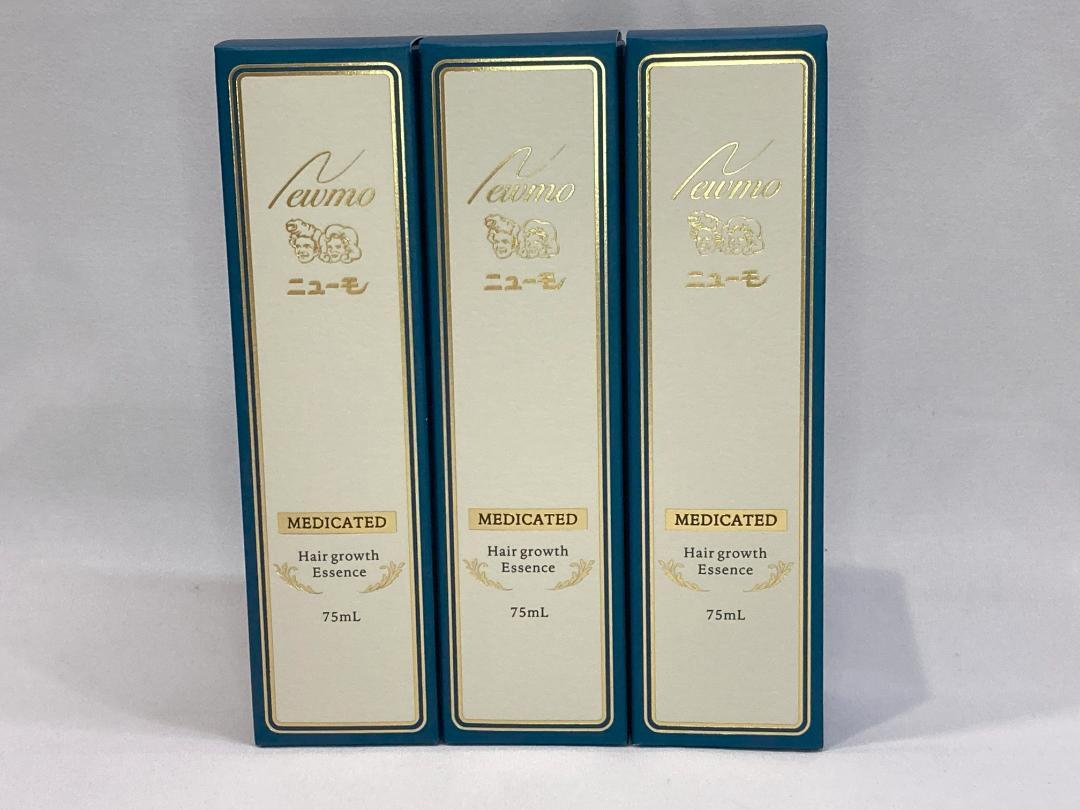 Newmo
ニューモ
MEDICATED
Hair growth
Essence
75mL
Newmo
ニューモ
MEDICATED
Hair growth
Essence
75mL
Newmo
ニューモ
MEDICATED
Hair growth
Essence
75mL